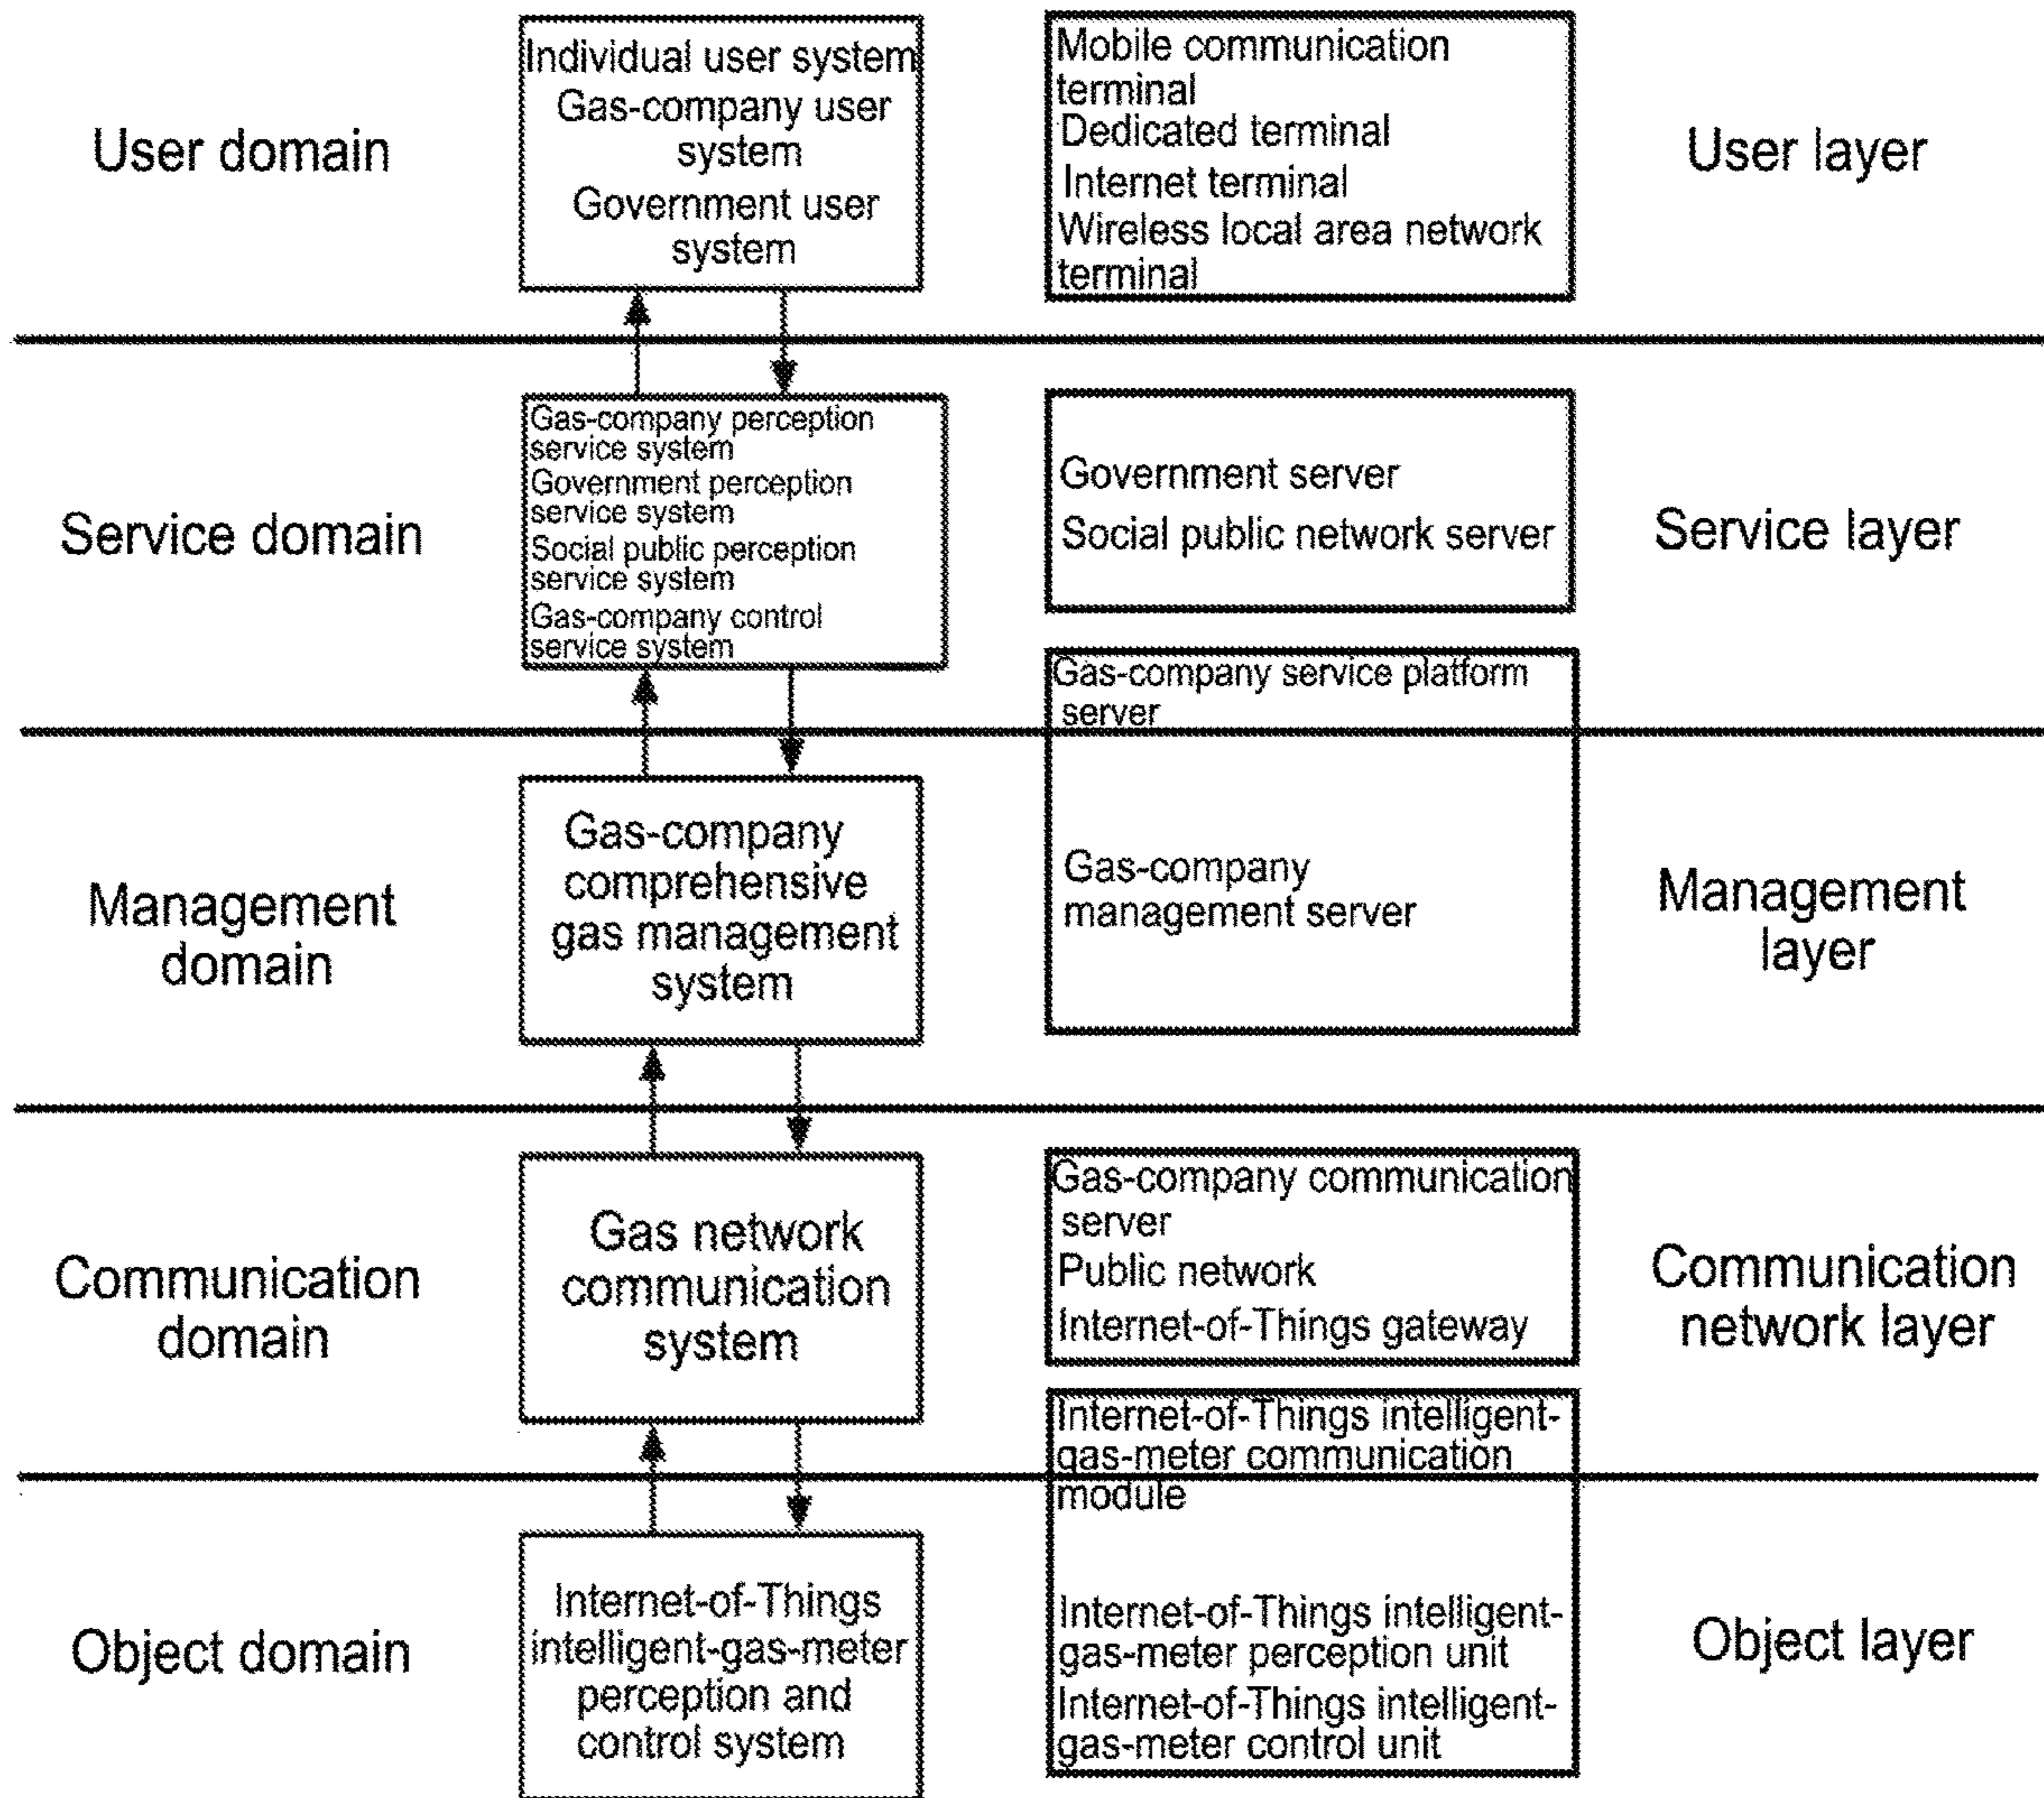 User domain
Individual user system
Gas-company user
system
Government user
system
Mobile communication
terminal
Dedicated terminal
Internet terminal
Wireless local area network
terminal
User layer
Service domain
Gas-company perception
service system
Government perception
service system
Social public perception
service system
Gas-company control
service system
Government server
Social public network server
Service layer
Gas-company service platform
server
Management
domain
Gas-company
comprehensive
gas management
system
Gas-company
management server
Management
layer
Communication
domain
Gas network
communication
system
Gas-company communication
server
Public network
Internet-of-Things gateway
Communication
network layer
Internet-of-Things intelligent-
gas-meter communication
module
Object domain
Internet-of-Things
intelligent-gas-meter
perception and
control system
Internet-of-Things intelligent-
gas-meter perception unit
Internet-of-Things intelligent-
gas-meter control unit
Object layer